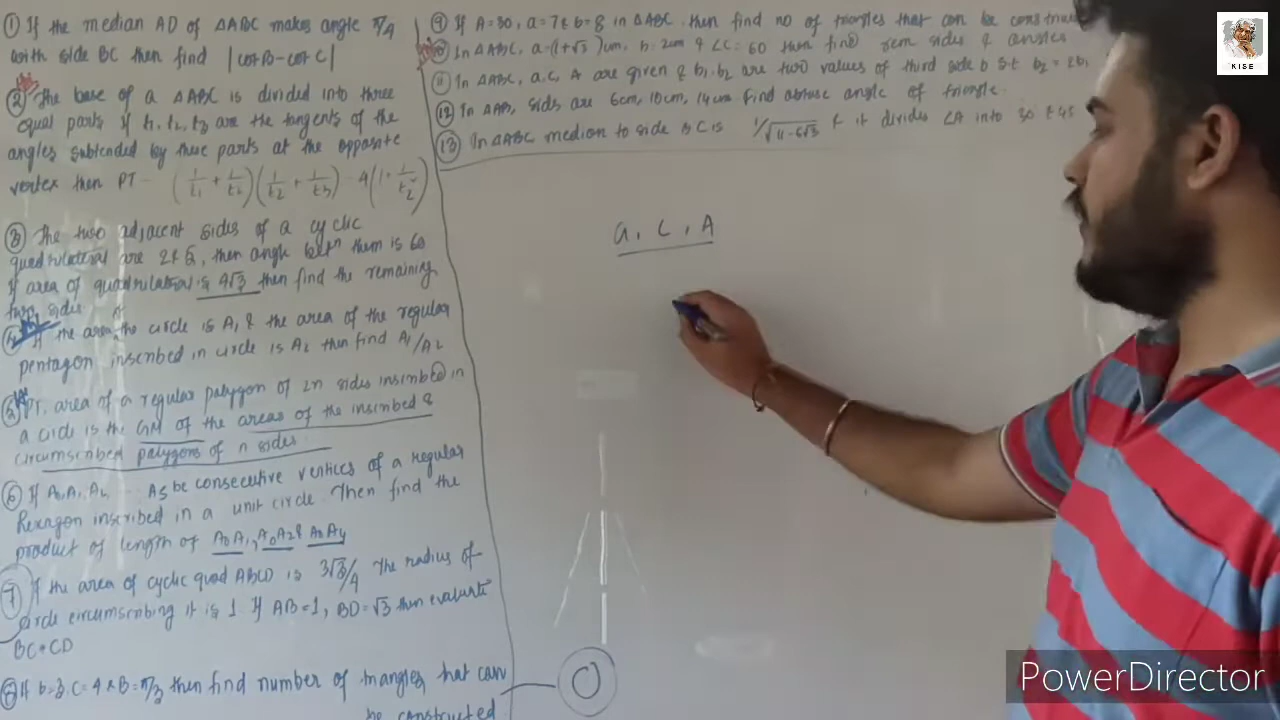 ① If the median AD of ΔABC makes angle π/4
with side BC then find |cotB-cotC|
② The base of a ΔABC is divided into three
equal parts if t1, t2, t3 are the tangents of the
angles subtended by these parts at the opposite
vertex then PT (1/t1 + 1/t2)(1/t2 + 1/t3) 4(1+1/t2²)
③ The two adjacent sides of a cyclic
quadrilateral are 2 & 5, then angle betn them is 60
If area of quadrilateral is 4√3 then find the remaining
two sides
④ If the area the circle is A1 & the area of the regular
pentagon inscribed in circle is A2 then find A1/A2
⑤ PT area of a regular polygon of 2n sides inscribed in
a circle is the GM of the areas of the inscribed &
circumscribed polygons of n sides.
⑥ If A0, A1, A2 ... A5 be consecutive vertices of a regular
hexagon inscribed in a unit circle. Then find the
product of length of A0A1, A0A2 & A0A4
⑦ If the area of cyclic quad ABCD is 3√3/4 The radius of
circle circumscribing it is 1 If AB=1, BD=√3 then evaluate
BC·CD
⑧ If b=3 C=4 & B=π/3 then find number of triangles that can
be constructed
⑨ If A=30, a=7 & b=8 in ΔABC then find no of triangles that can be construc
In ΔABC, a=(1+√3)cm, b=2cm & ∠C=60 then find rem sides & angles
⑪ In ΔABC, a,c, A are given & b1, b2 are two values of third side b s.t b2=2b1
⑫ In ΔAB, sides are 6cm, 10cm, 14cm Find obtuse angle of triangle.
⑬ In ΔABC median to side BC is 1/√11-6√3 & it divides ∠A into 30 & 45
a, c, A
KISE
PowerDirector